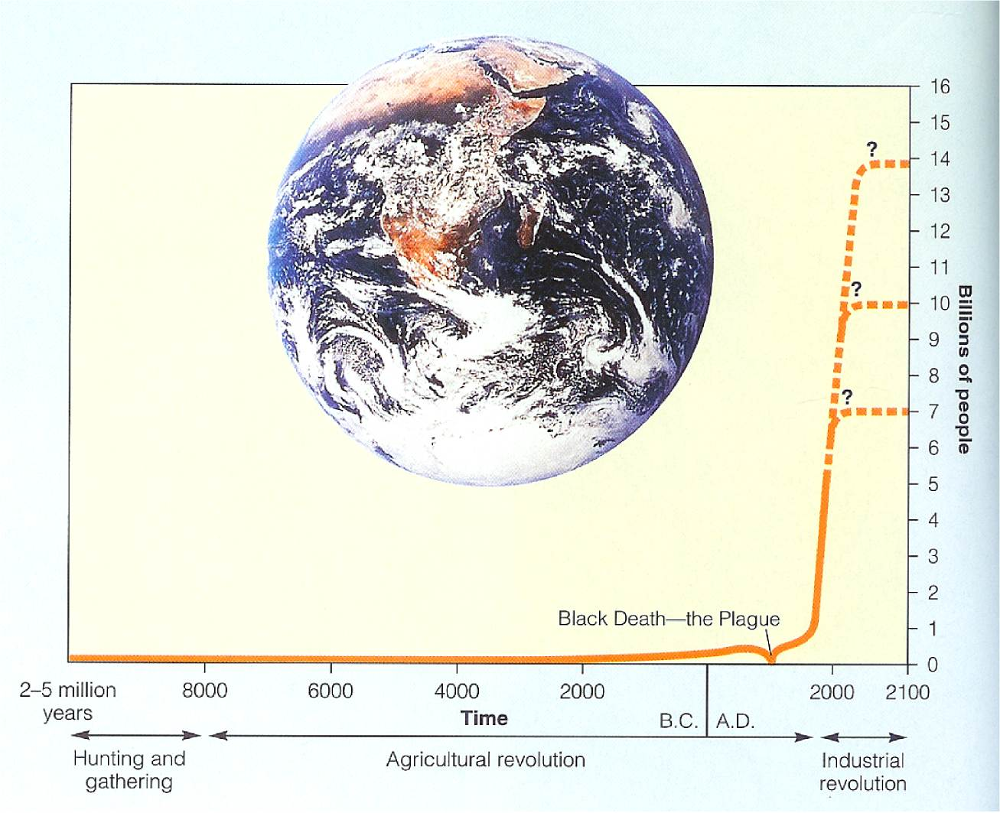 16
15
?
14
13
12
11
?
10
9
8
?
7
6
5
4
3
2
1
0
Billions of people
Black Death—the Plague
2–5 million
years
8000
6000
4000
2000
2000
2100
Time
B.C.
A.D.
Hunting and
gathering
Agricultural revolution
Industrial
revolution